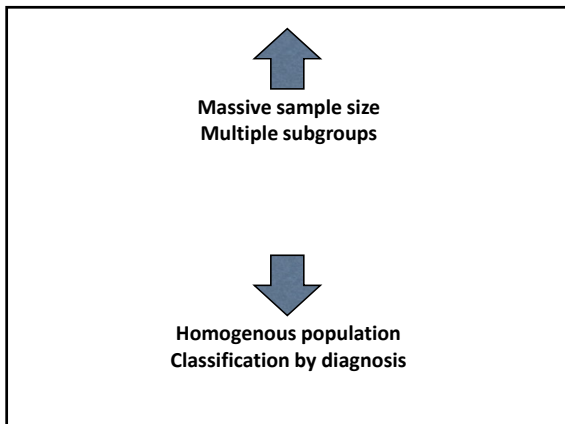 Massive sample size
Multiple subgroups
Homogenous population
Classification by diagnosis